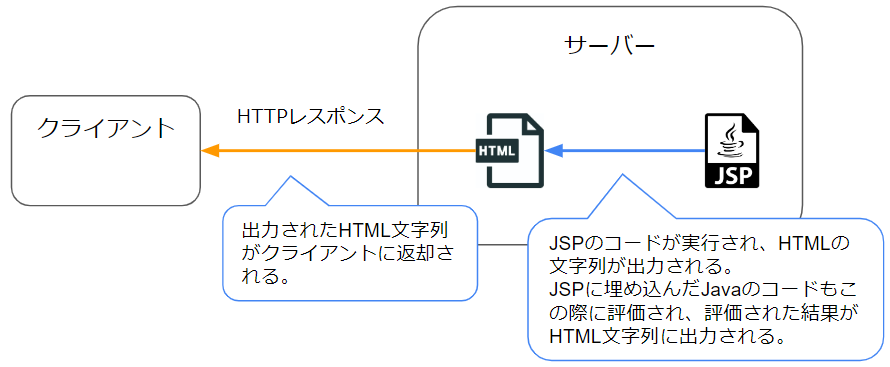 サーバー
クライアント
HTTPレスポンス
HTML
JSP
出力されたHTML文字列
がクライアントに返却さ
れる。
JSPのコードが実行され、HTMLの
文字列が出力される。
JSPに埋め込んだJavaのコードもこ
の際に評価され、評価された結果が
HTML文字列に出力される。